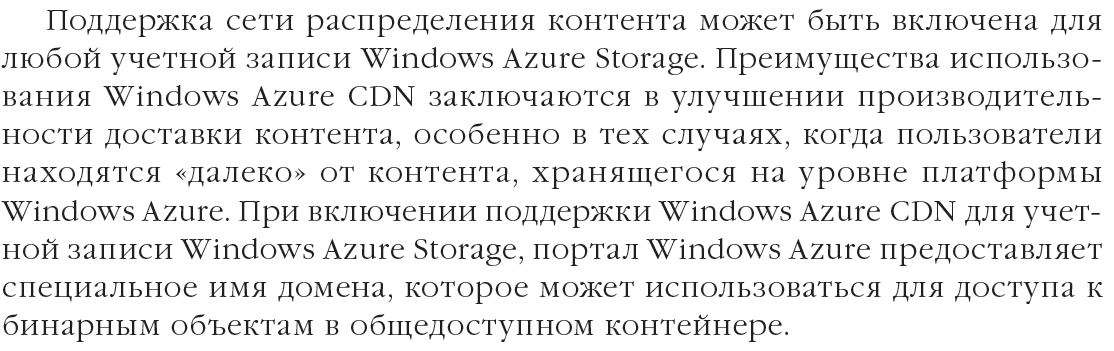 Поддержка сети распределения контента может быть включена для
любой учетной записи Windows Azure Storage. Преимущества использо-
вания Windows Azure CDN заключаются в улучшении производитель-
ности доставки контента, особенно в тех случаях, когда пользователи
находятся «далеко» от контента, хранящегося на уровне платформы
Windows Azure. При включении поддержки Windows Azure CDN для учет-
ной записи Windows Azure Storage, портал Windows Azure предоставляет
специальное имя домена, которое может использоваться для доступа к
бинарным объектам в общедоступном контейнере.